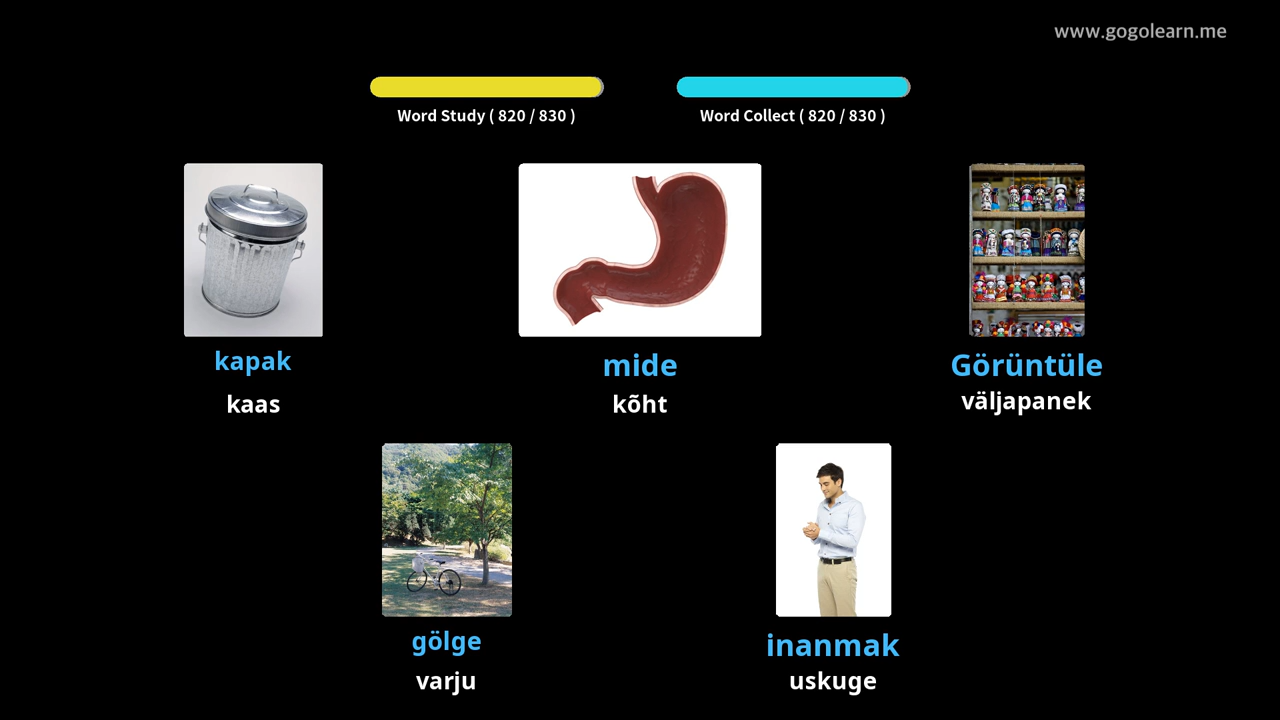 www.gogolearn.me
Word Study ( 820 / 830 )
Word Collect ( 820 / 830 )
kapak
kaas
mide
kõht
Görüntüle
väljapanek
gölge
varju
inanmak
uskuge